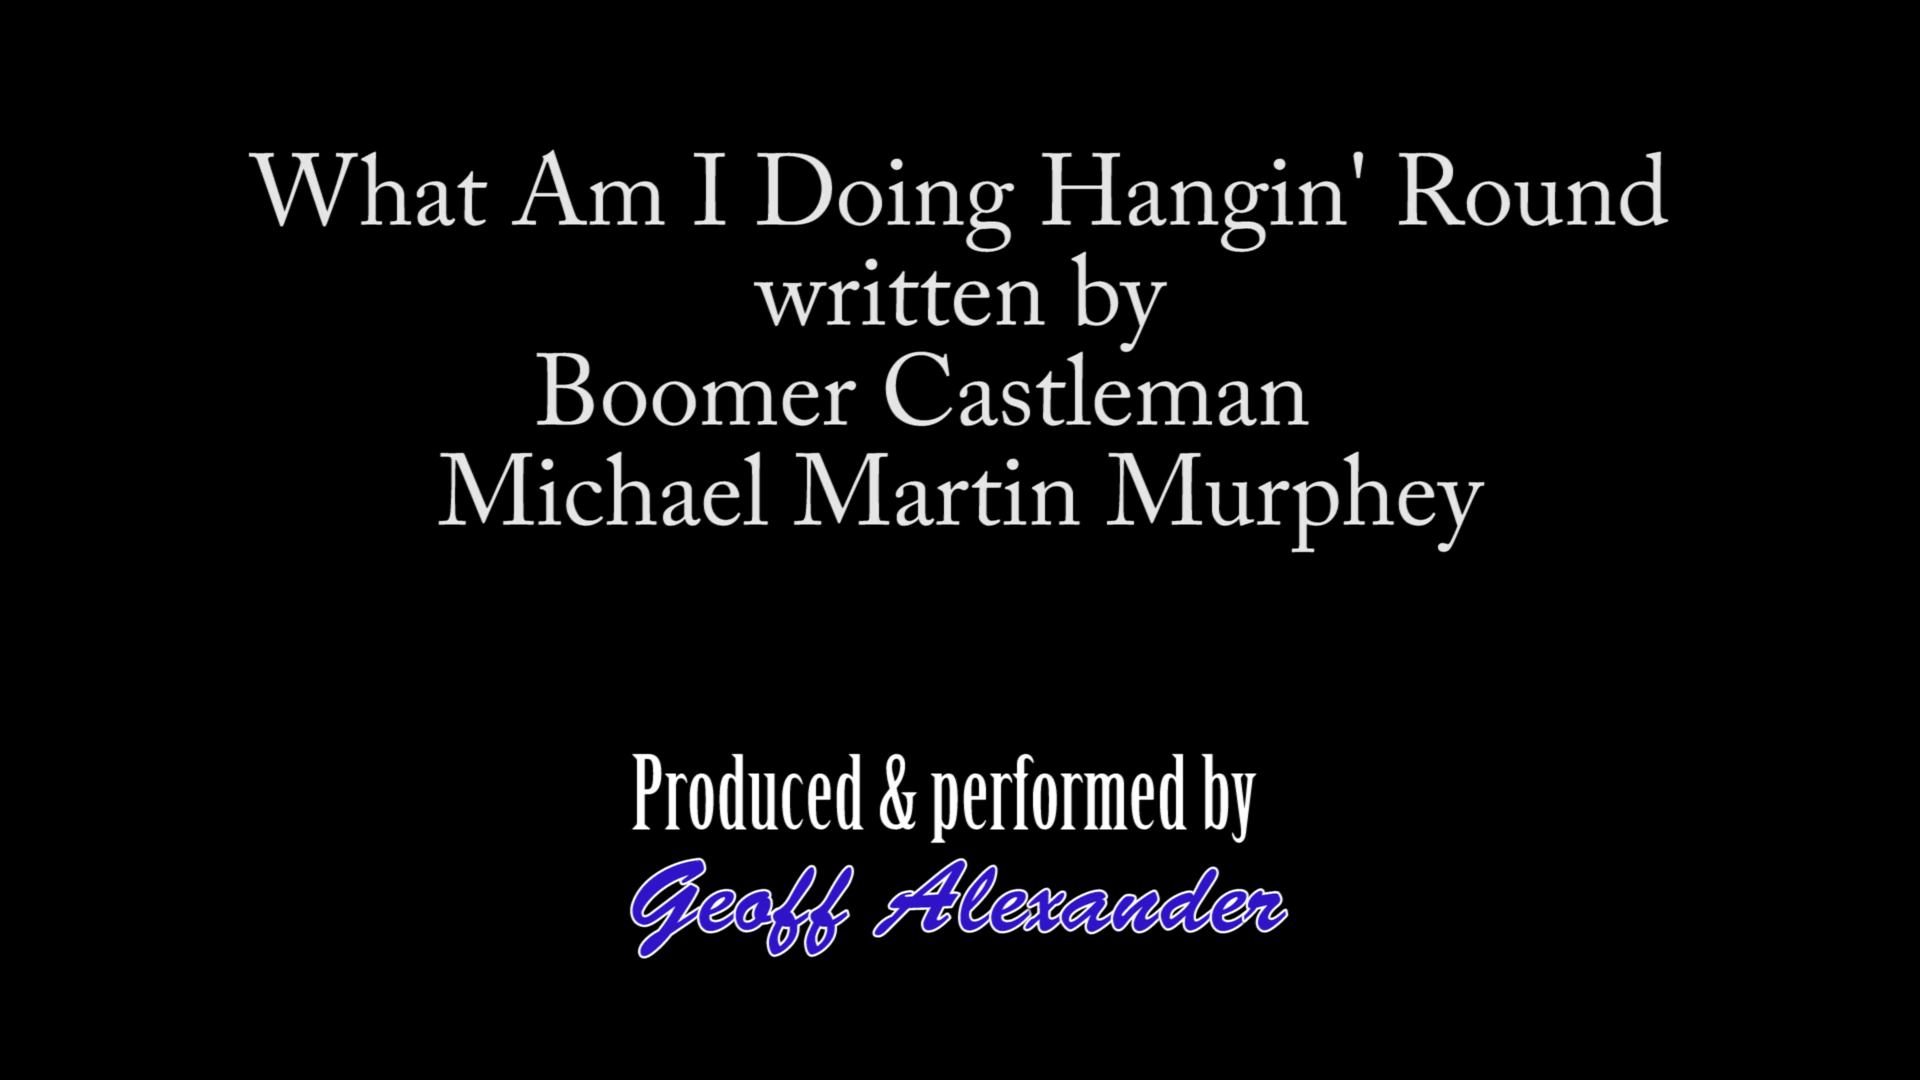 What Am I Doing Hangin' Round
written by
Boomer Castleman
Michael Martin Murphey
Produced & performed by
Geoff Alexander